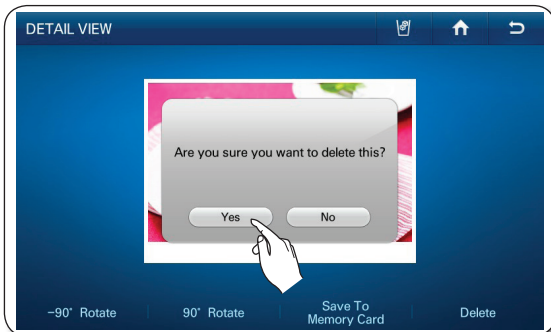 DETAIL VIEW
Are you sure you want to delete this?
Yes
No
-90° Rotate
90° Rotate
Save To
Memory Card
Delete